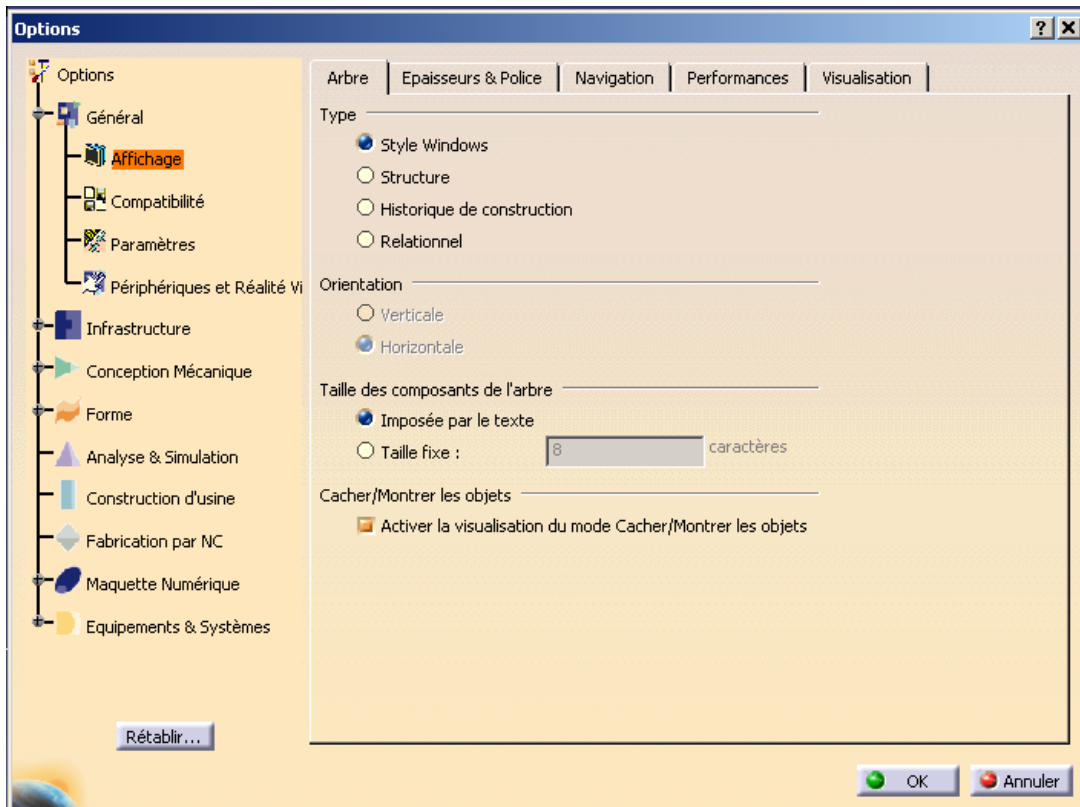 Options
Options
Général
Affichage
Compatibilité
Paramètres
Périphériques et Réalité Vi
Infrastructure
Conception Mécanique
Forme
Analyse & Simulation
Construction d'usine
Fabrication par NC
Maquette Numérique
Equipements & Systèmes
Rétablir...
Arbre Epaisseurs & Police Navigation Performances Visualisation
Type
Style Windows
Structure
Historique de construction
Relationnel
Orientation
Verticale
Horizontale
Taille des composants de l'arbre
Imposée par le texte
Taille fixe : 8 caractères
Cacher/Montrer les objets
Activer la visualisation du mode Cacher/Montrer les objets
OK Annuler